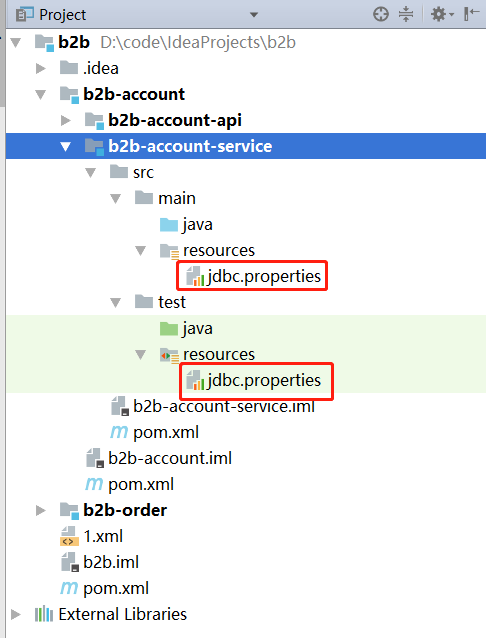 Project
b2b D:\code\IdeaProjects\b2b
.idea
b2b-account
b2b-account-api
b2b-account-service
src
main
java
resources
jdbc.properties
test
java
resources
jdbc.properties
b2b-account-service.iml
m pom.xml
b2b-account.iml
m pom.xml
b2b-order
1.xml
b2b.iml
m pom.xml
External Libraries